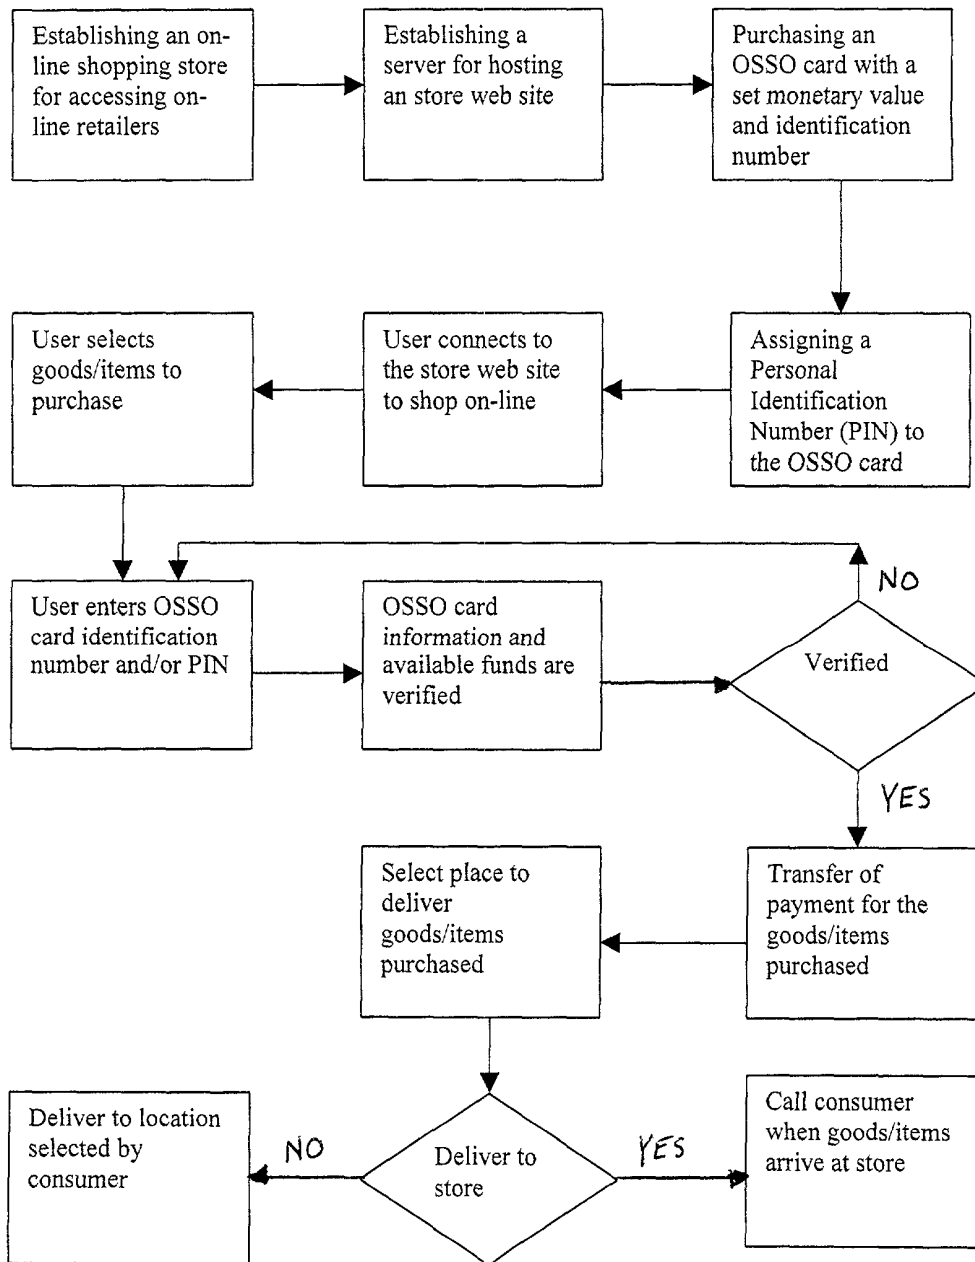 Establishing an on-
line shopping store
for accessing on-
line retailers
Establishing a
server for hosting
an store web site
Purchasing an
OSSO card with a
set monetary value
and identification
number
User selects
goods/items to
purchase
User connects to
the store web site
to shop on-line
Assigning a
Personal
Identification
Number (PIN) to
the OSSO card
User enters OSSO
card identification
number and/or PIN
OSSO card
information and
available funds are
verified
Verified
NO
YES
Select place to
deliver
goods/items
purchased
Transfer of
payment for the
goods/items
purchased
Deliver to location
selected by
consumer
NO
Deliver to
store
YES
Call consumer
when goods/items
arrive at store